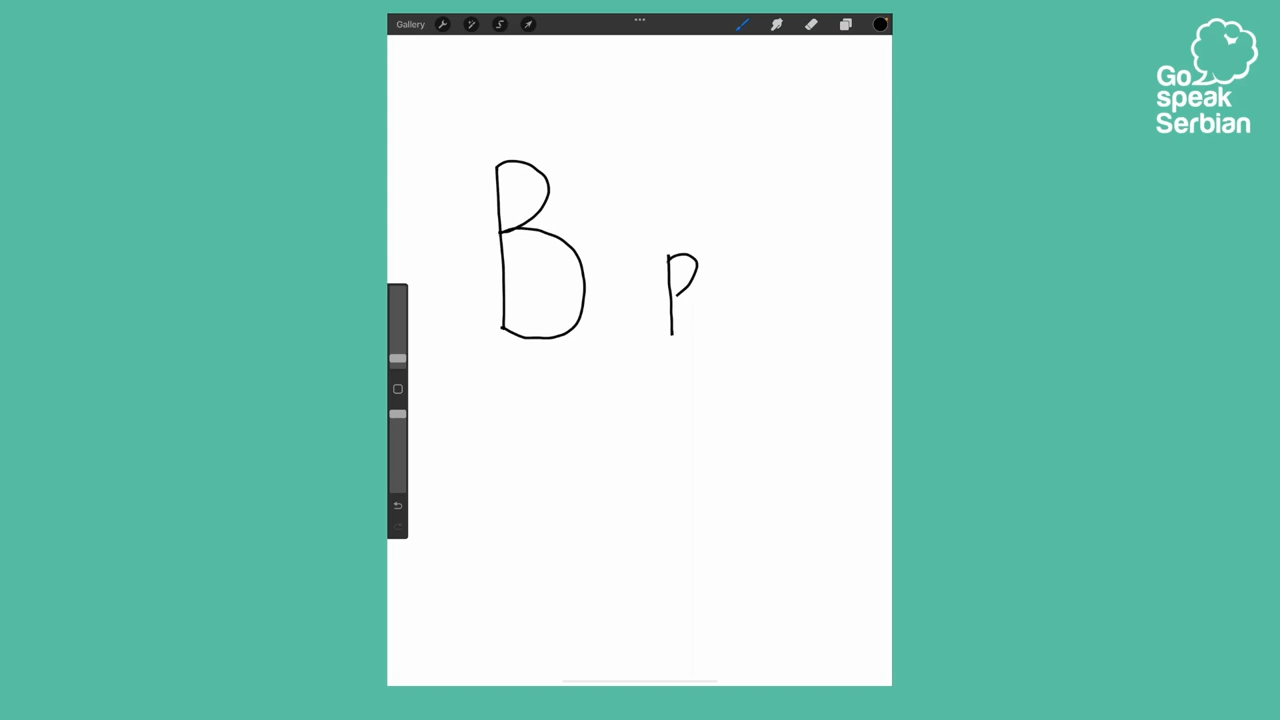 Gallery
Go
speak
Serbian
В р